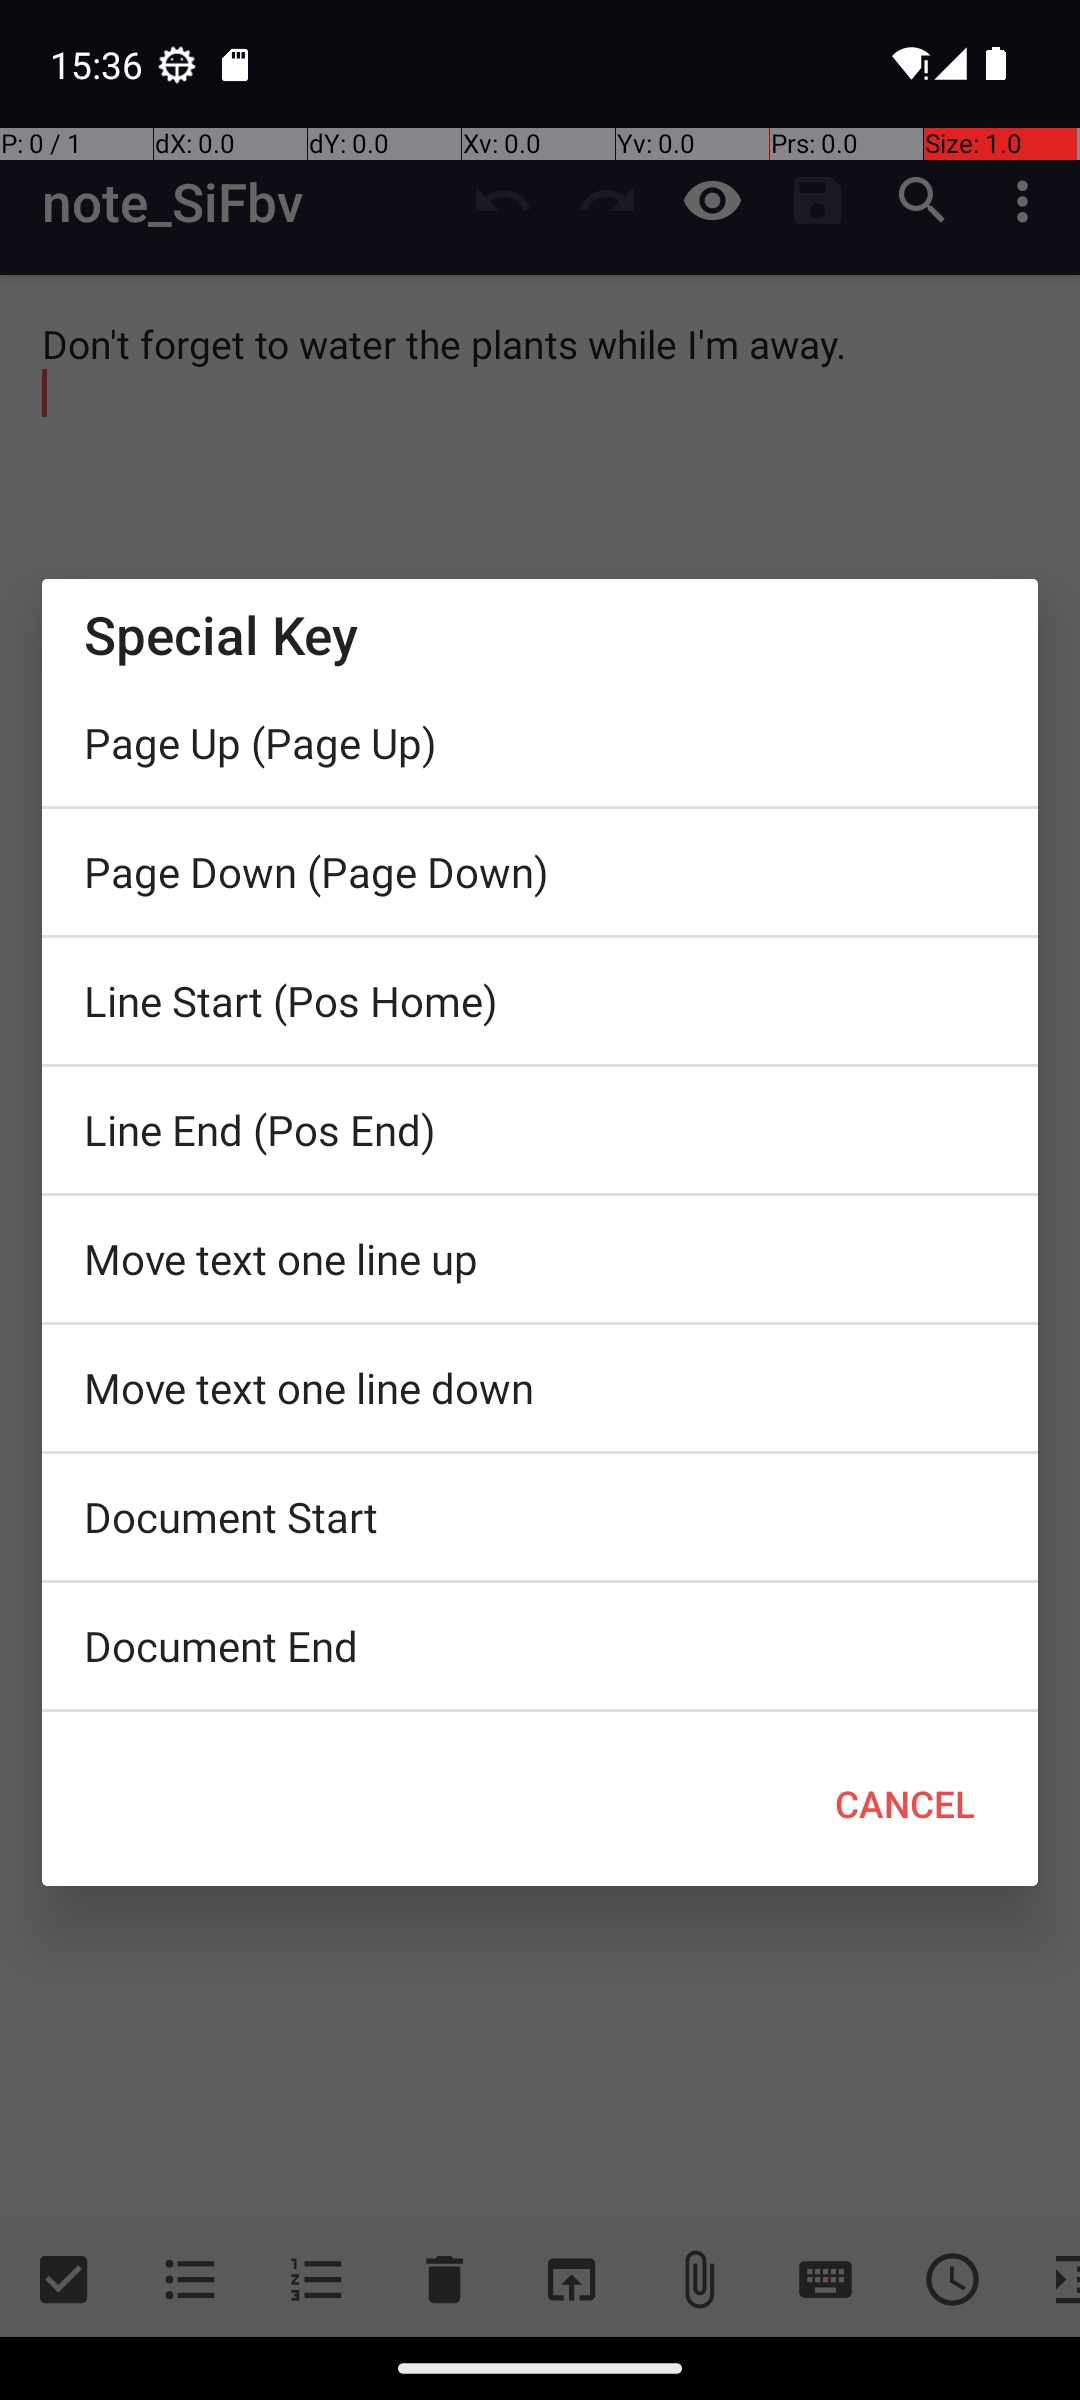 15:36
P: 0 / 1 dX: 0.0 dY: 0.0 Xv: 0.0 Yv: 0.0 Prs: 0.0 Size: 1.0
note_SiFbv
Don't forget to water the plants while I'm away.
Special Key
Page Up (Page Up)
Page Down (Page Down)
Line Start (Pos Home)
Line End (Pos End)
Move text one line up
Move text one line down
Document Start
Document End
CANCEL